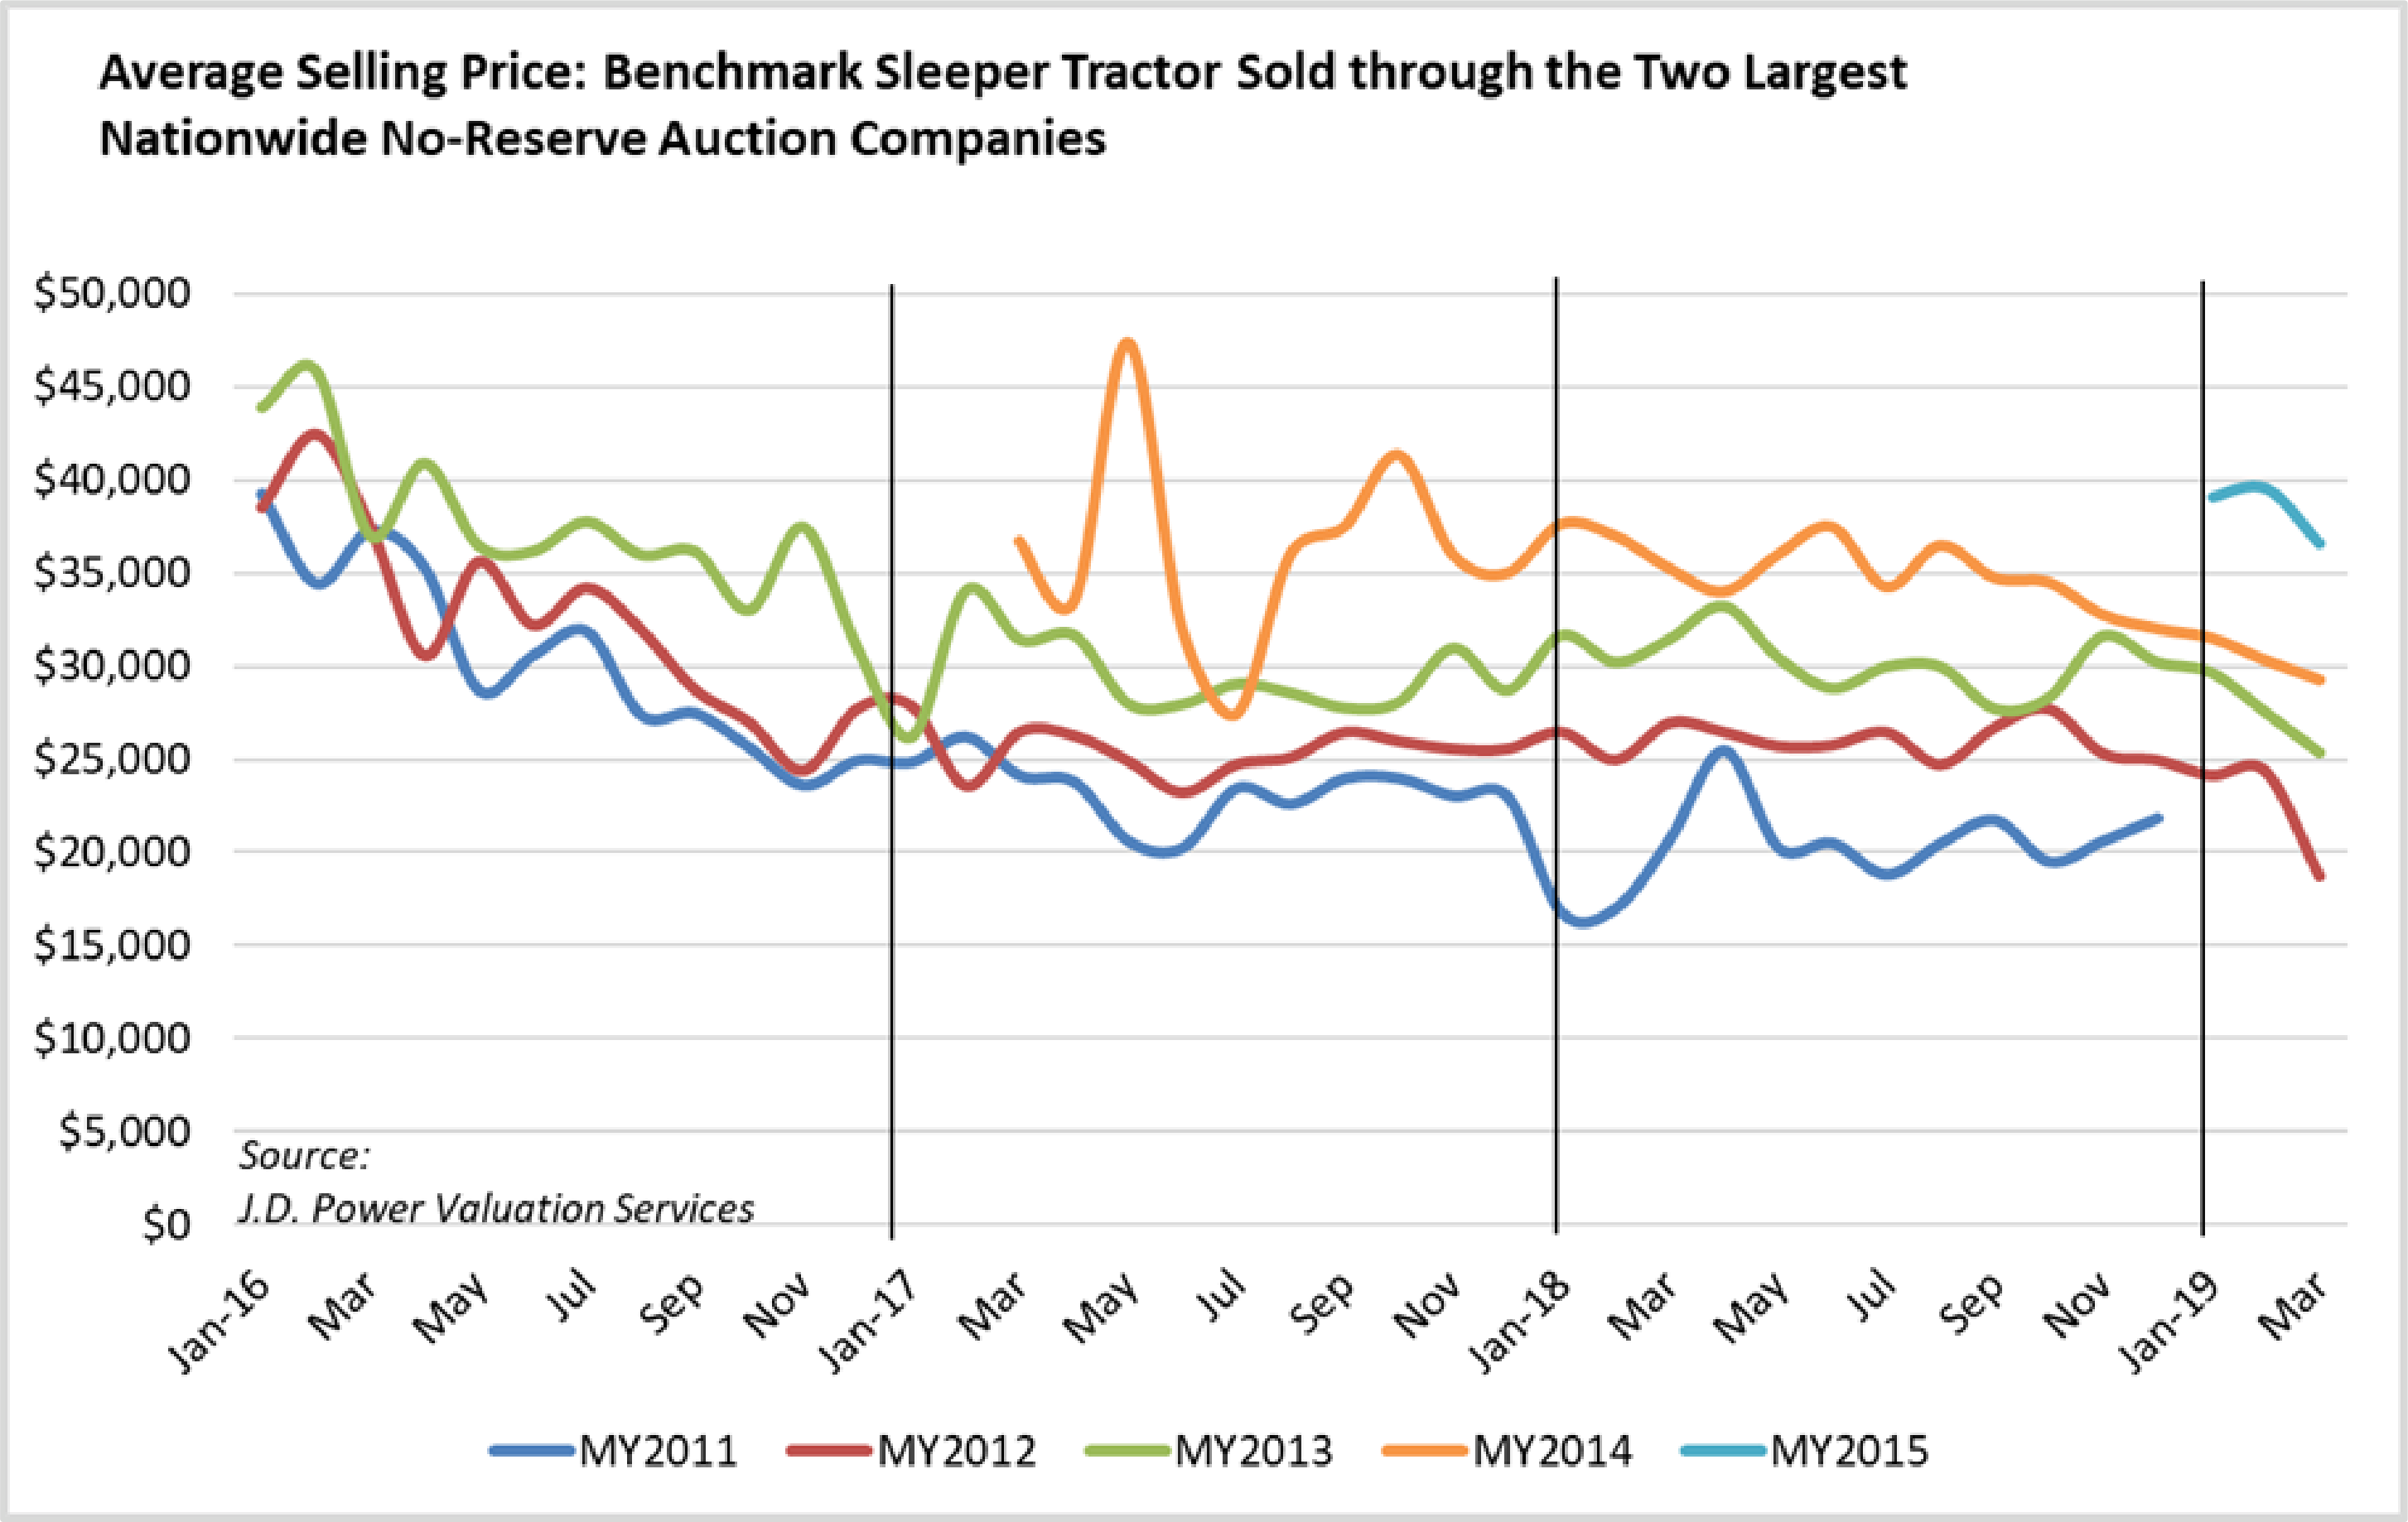 Average Selling Price: Benchmark Sleeper Tractor Sold through the Two Largest
Nationwide No-Reserve Auction Companies
$50,000
$45,000
$40,000
$35,000
$30,000
$25,000
$20,000
$15,000
$10,000
$5,000
$0
Source:
J.D. Power Valuation Services
Jan-16
Mar
May
Jul
Sep
Nov
Jan-17
Mar
May
Jul
Sep
Nov
Jan-18
Mar
May
Jul
Sep
Nov
Jan-19
Mar
MY2011 MY2012 MY2013 MY2014 MY2015